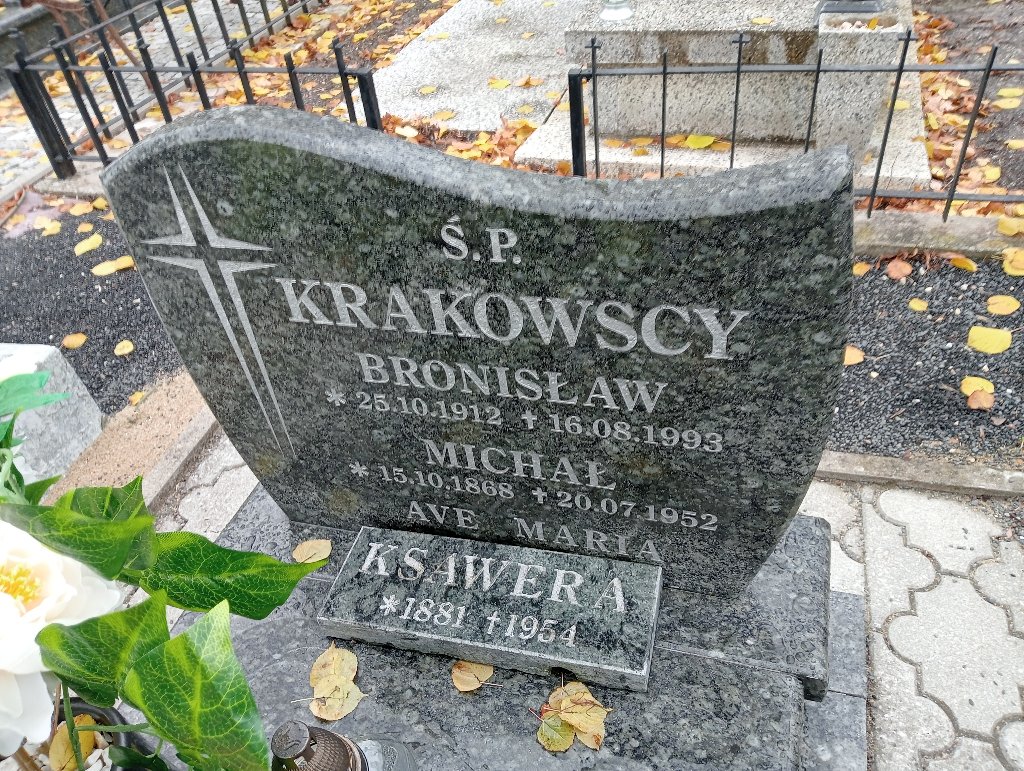 Ś.P.
KRAKOWSCY
BRONISŁAW
* 25.10.1912 ✝ 16.08.1993
MICHAŁ
* 15.10.1868 ✝ 20.07.1952
AVE MARIA
KSAWERA
*1881 ✝1954